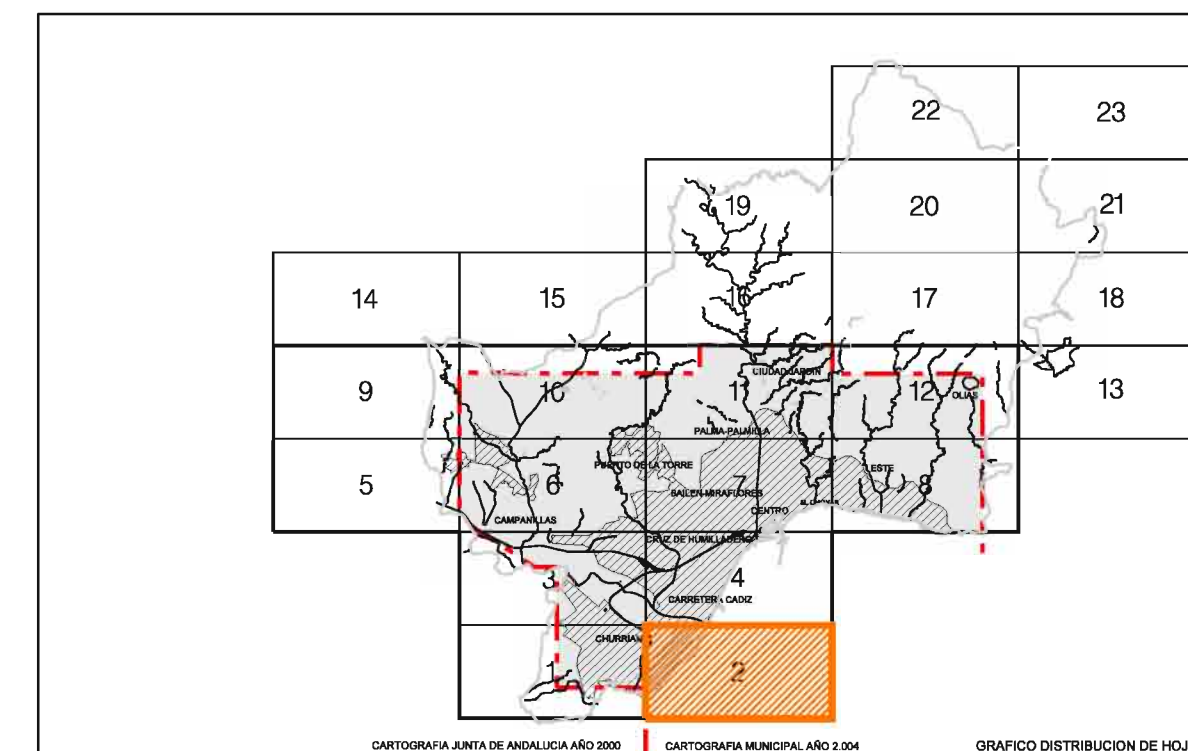 22 23
19 20 21
14 15 16 17 18
CIUDAD JARDIN
9 10 11 12 13
OLIAS
PALMA-PALMILLA
PUERTO DE LA TORRE LESTE
5 6 7 8
BAILEN-MIRAFLORES
CENTRO
CAMPANILLAS
CRUZ DE HUMILLADERO
3 4
CARRETERA CADIZ
CHURRIANA
1 2
CARTOGRAFIA JUNTA DE ANDALUCIA AÑO 2000 CARTOGRAFIA MUNICIPAL AÑO 2.004 GRAFICO DISTRIBUCION DE HOJ